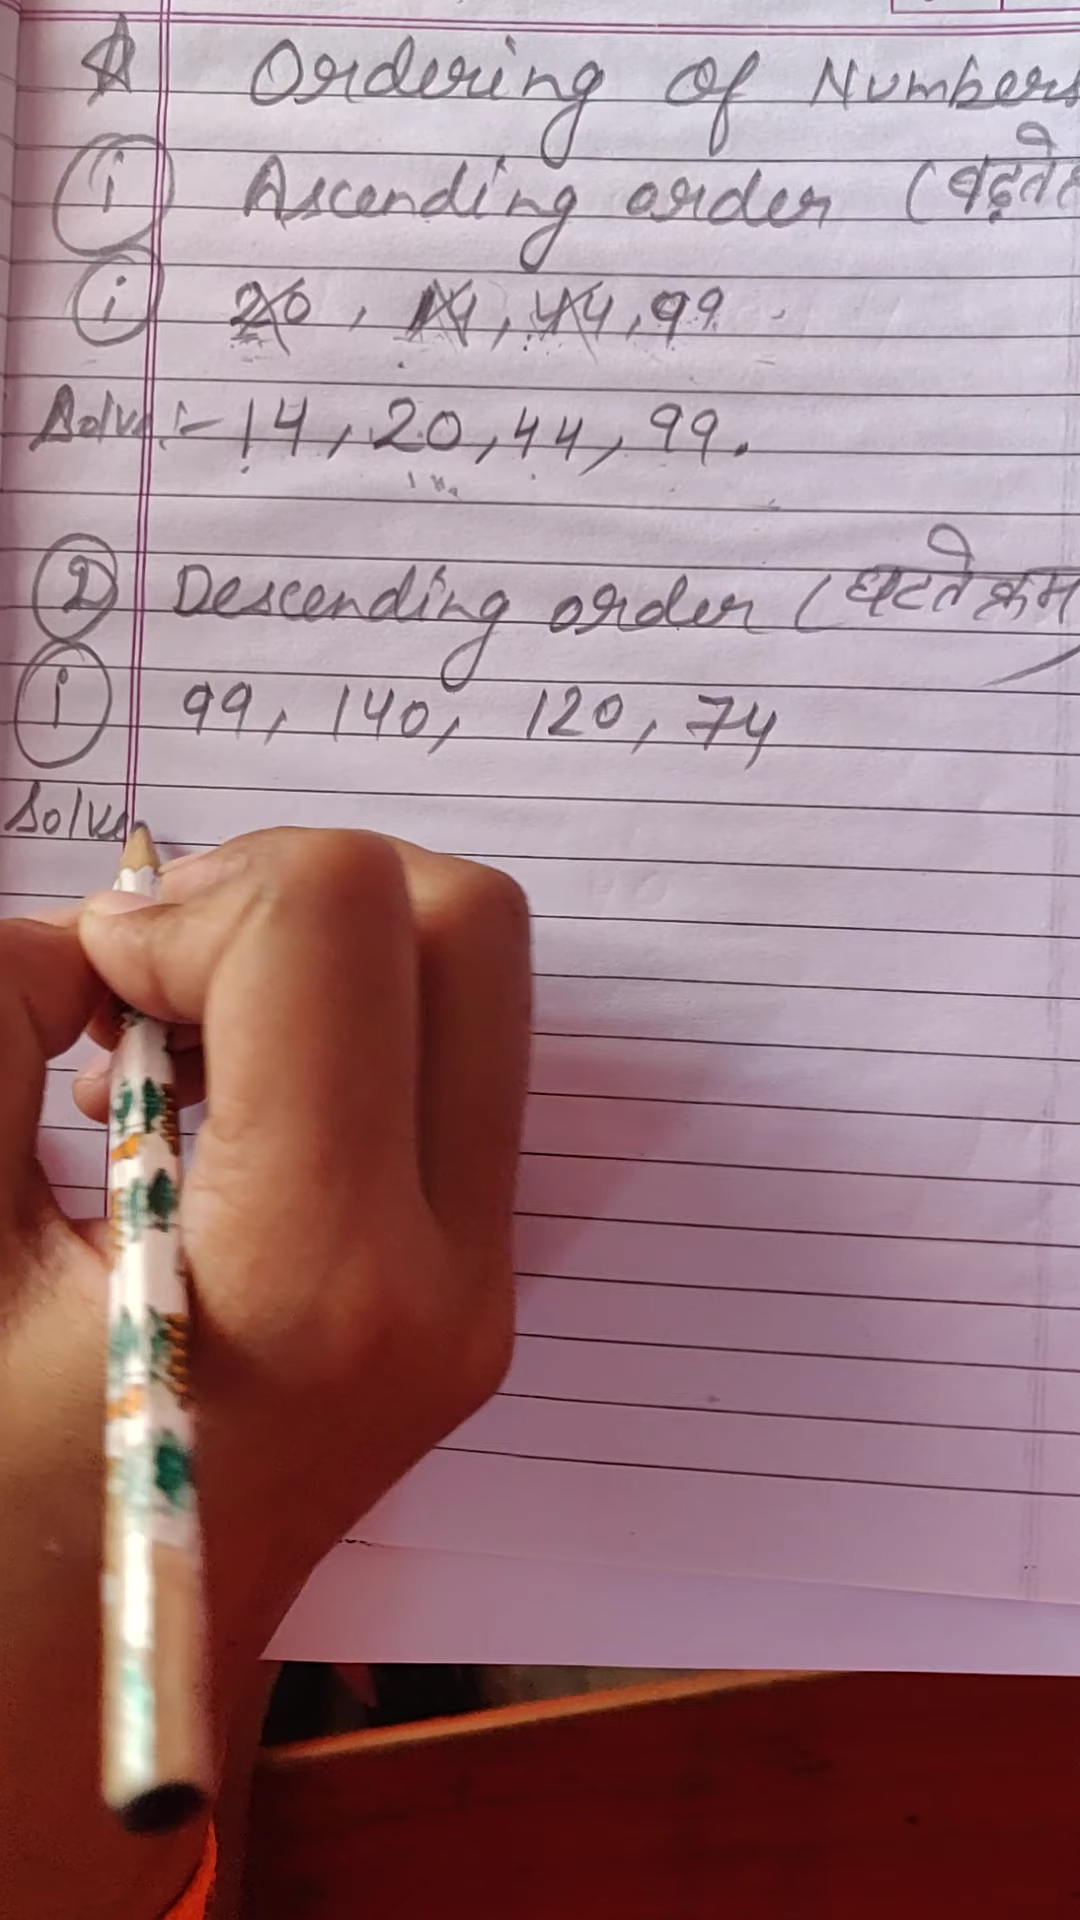 Ordering Of Numbers
i Ascending order (बढ़ते
i 20, 14, 44, 99
Solve:- 14, 20, 44, 99.
2 Descending order (घटते क्रम
i 99, 140, 120, 74
Solve